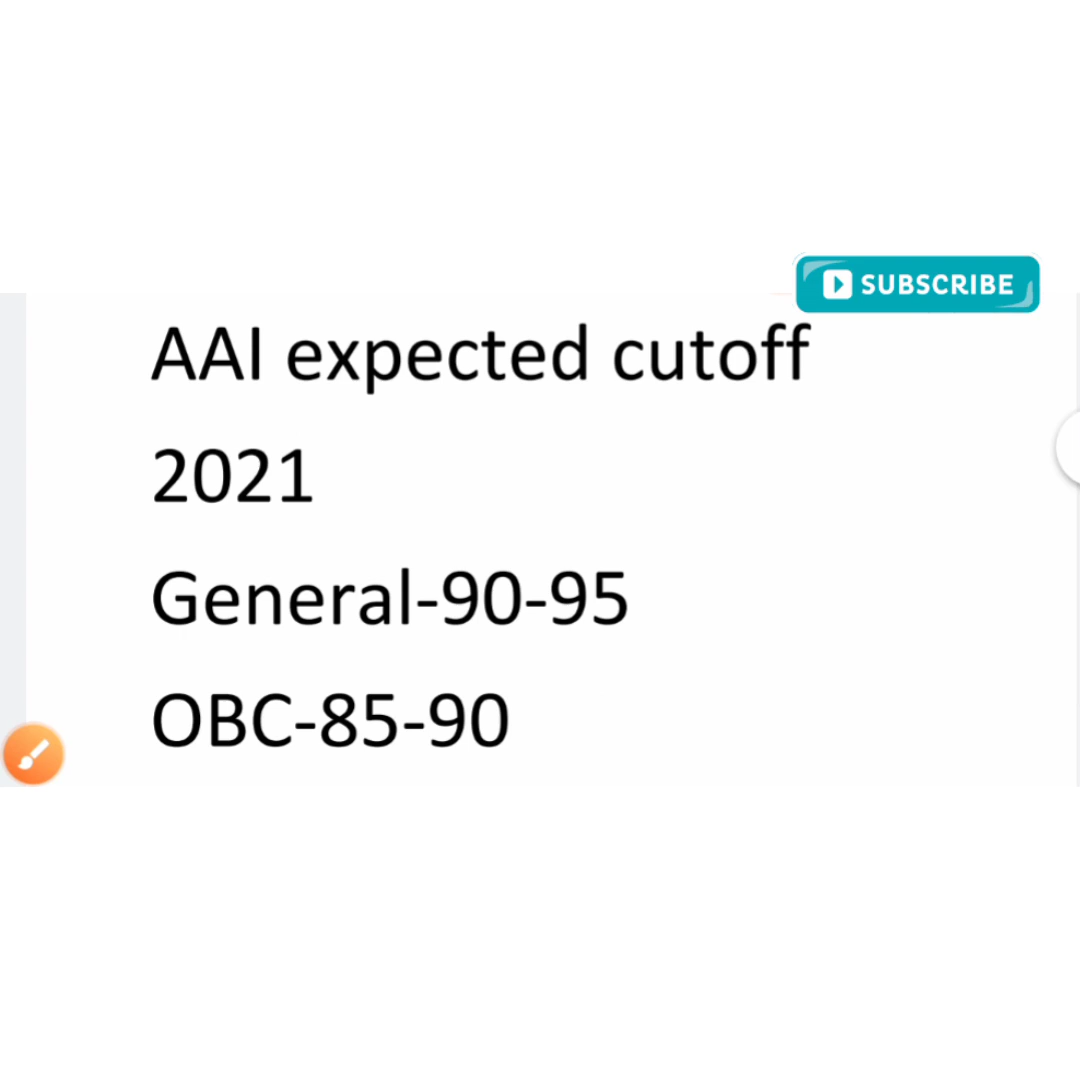 SUBSCRIBE
AAI expected cutoff
2021
General-90-95
OBC-85-90